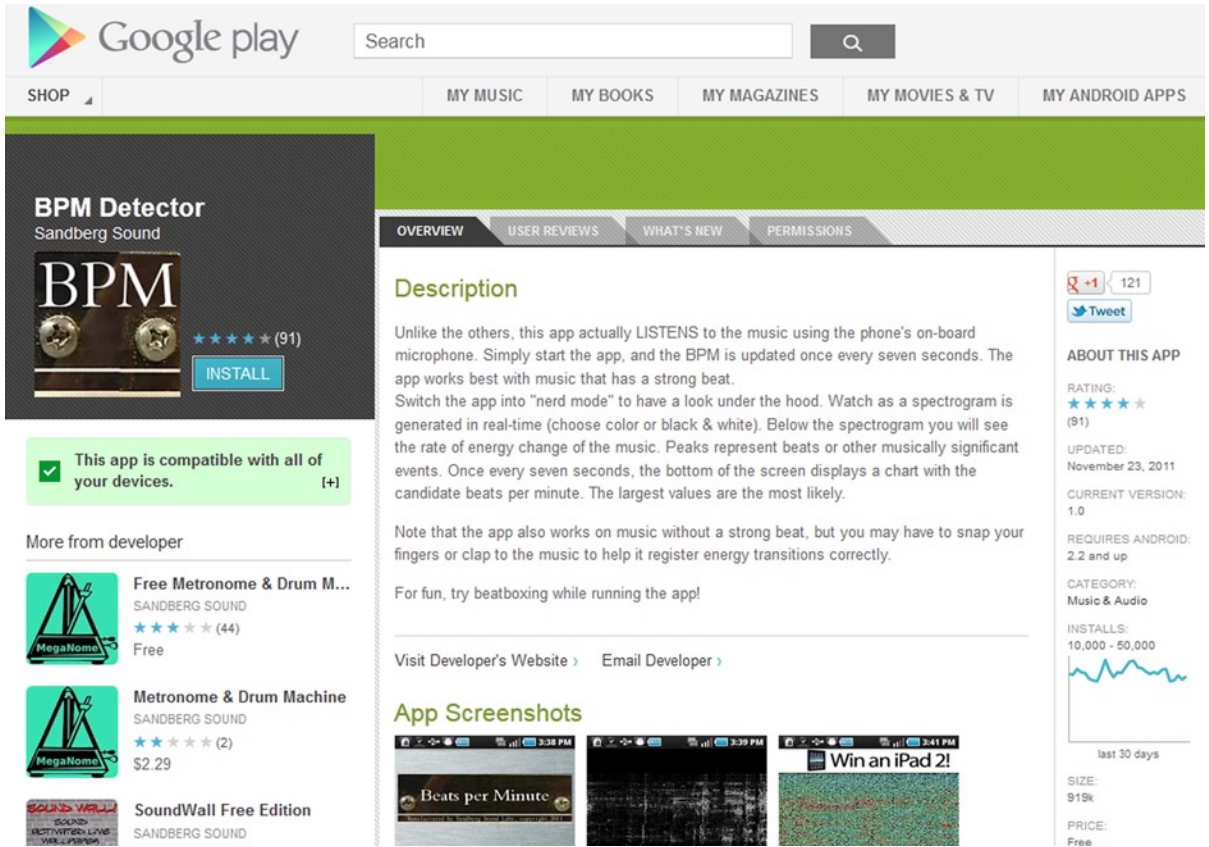 Google play
Search
SHOP
MY MUSIC
MY BOOKS
MY MAGAZINES
MY MOVIES & TV
MY ANDROID APPS
BPM Detector
Sandberg Sound
BPM
(91)
INSTALL
This app is compatible with all of
your devices.
[+]
More from developer
MegaNome
Free Metronome & Drum M...
SANDBERG SOUND
(44)
Free
MegaNome
Metronome & Drum Machine
SANDBERG SOUND
(2)
$2.29
SOUND WALL
SOUND
ACTIVATED LIVE
WALLPAPER
SoundWall Free Edition
SANDBERG SOUND
OVERVIEW
USER REVIEWS
WHAT'S NEW
PERMISSIONS
Description
Unlike the others, this app actually LISTENS to the music using the phone's on-board
microphone. Simply start the app, and the BPM is updated once every seven seconds. The
app works best with music that has a strong beat.
Switch the app into "nerd mode" to have a look under the hood. Watch as a spectrogram is
generated in real-time (choose color or black & white). Below the spectrogram you will see
the rate of energy change of the music. Peaks represent beats or other musically significant
events. Once every seven seconds, the bottom of the screen displays a chart with the
candidate beats per minute. The largest values are the most likely.
Note that the app also works on music without a strong beat, but you may have to snap your
fingers or clap to the music to help it register energy transitions correctly.
For fun, try beatboxing while running the app!
Visit Developer's Website ›
Email Developer ›
App Screenshots
3:38 PM
Beats per Minute
3:39 PM
3:41 PM
Win an iPad 2!
g +1
121
Tweet
ABOUT THIS APP
RATING:
(91)
UPDATED:
November 23, 2011
CURRENT VERSION:
1.0
REQUIRES ANDROID:
2.2 and up
CATEGORY:
Music & Audio
INSTALLS:
10,000 - 50,000
last 30 days
SIZE:
919k
PRICE:
Free